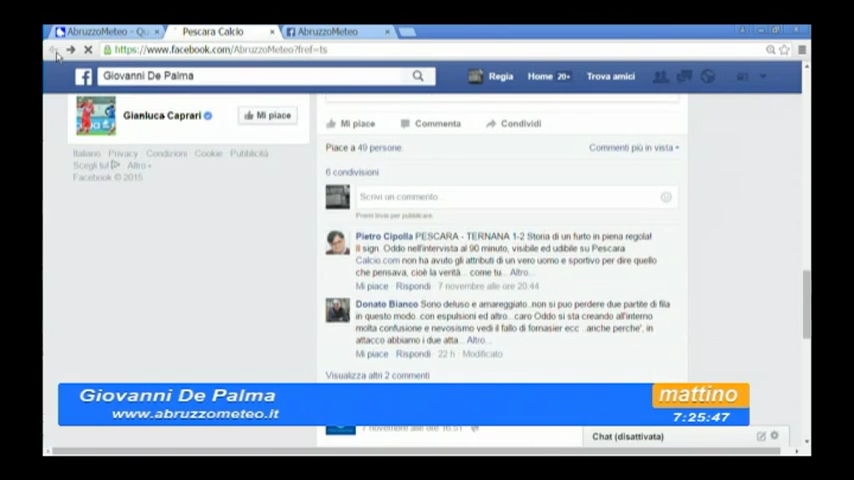 AbruzzoMeteo - Qu
Pescara Calcio
AbruzzoMeteo
https://www.facebook.com/AbruzzoMeteo?fref=ts
Giovanni De Palma
Regia
Home 20+
Trova amici
Gianluca Caprari
Mi piace
Italiano · Privacy · Condizioni · Cookie · Pubblicità
Scegli tu! · Altro
Facebook © 2015
Mi piace
Commenta
Condividi
Piace a 49 persone.
Commenti più in vista
6 condivisioni
Scrivi un commento...
Premi Invio per pubblicare.
Pietro Cipolla PESCARA - TERNANA 1-2 Storia di un furto in piena regola!
Il sign. Oddo nell'intervista al 90 minuto, visibile ed udibile su Pescara
Calcio.com non ha avuto gli attributi di un vero uomo e sportivo per dire quello
che pensava, cioè la verità... come tu... Altro...
Mi piace · Rispondi · 7 novembre alle ore 20:44
Donato Bianco Sono deluso e amareggiato..non si puo perdere due partite di fila
in questo modo..con espulsioni ed altro...caro Oddo si sta creando all'interno
molta confusione e nevosismo vedi il fallo di fornasier ecc ..anche perche', in
attacco abbiamo i due atta... Altro...
Mi piace · Rispondi · 22 h · Modificato
Visualizza altri 2 commenti
Giovanni De Palma
www.abruzzometeo.it
mattino
7:25:47
7 novembre alle ore 16:51
Chat (disattivata)